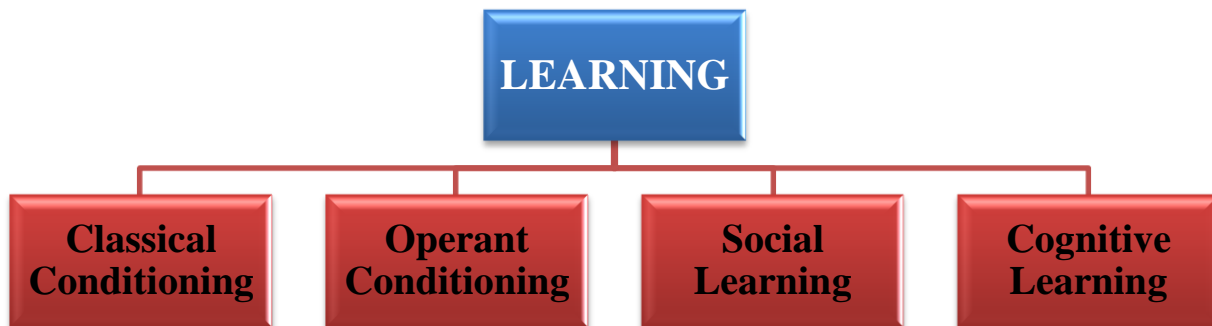 LEARNING
Classical
Conditioning
Operant
Conditioning
Social
Learning
Cognitive
Learning